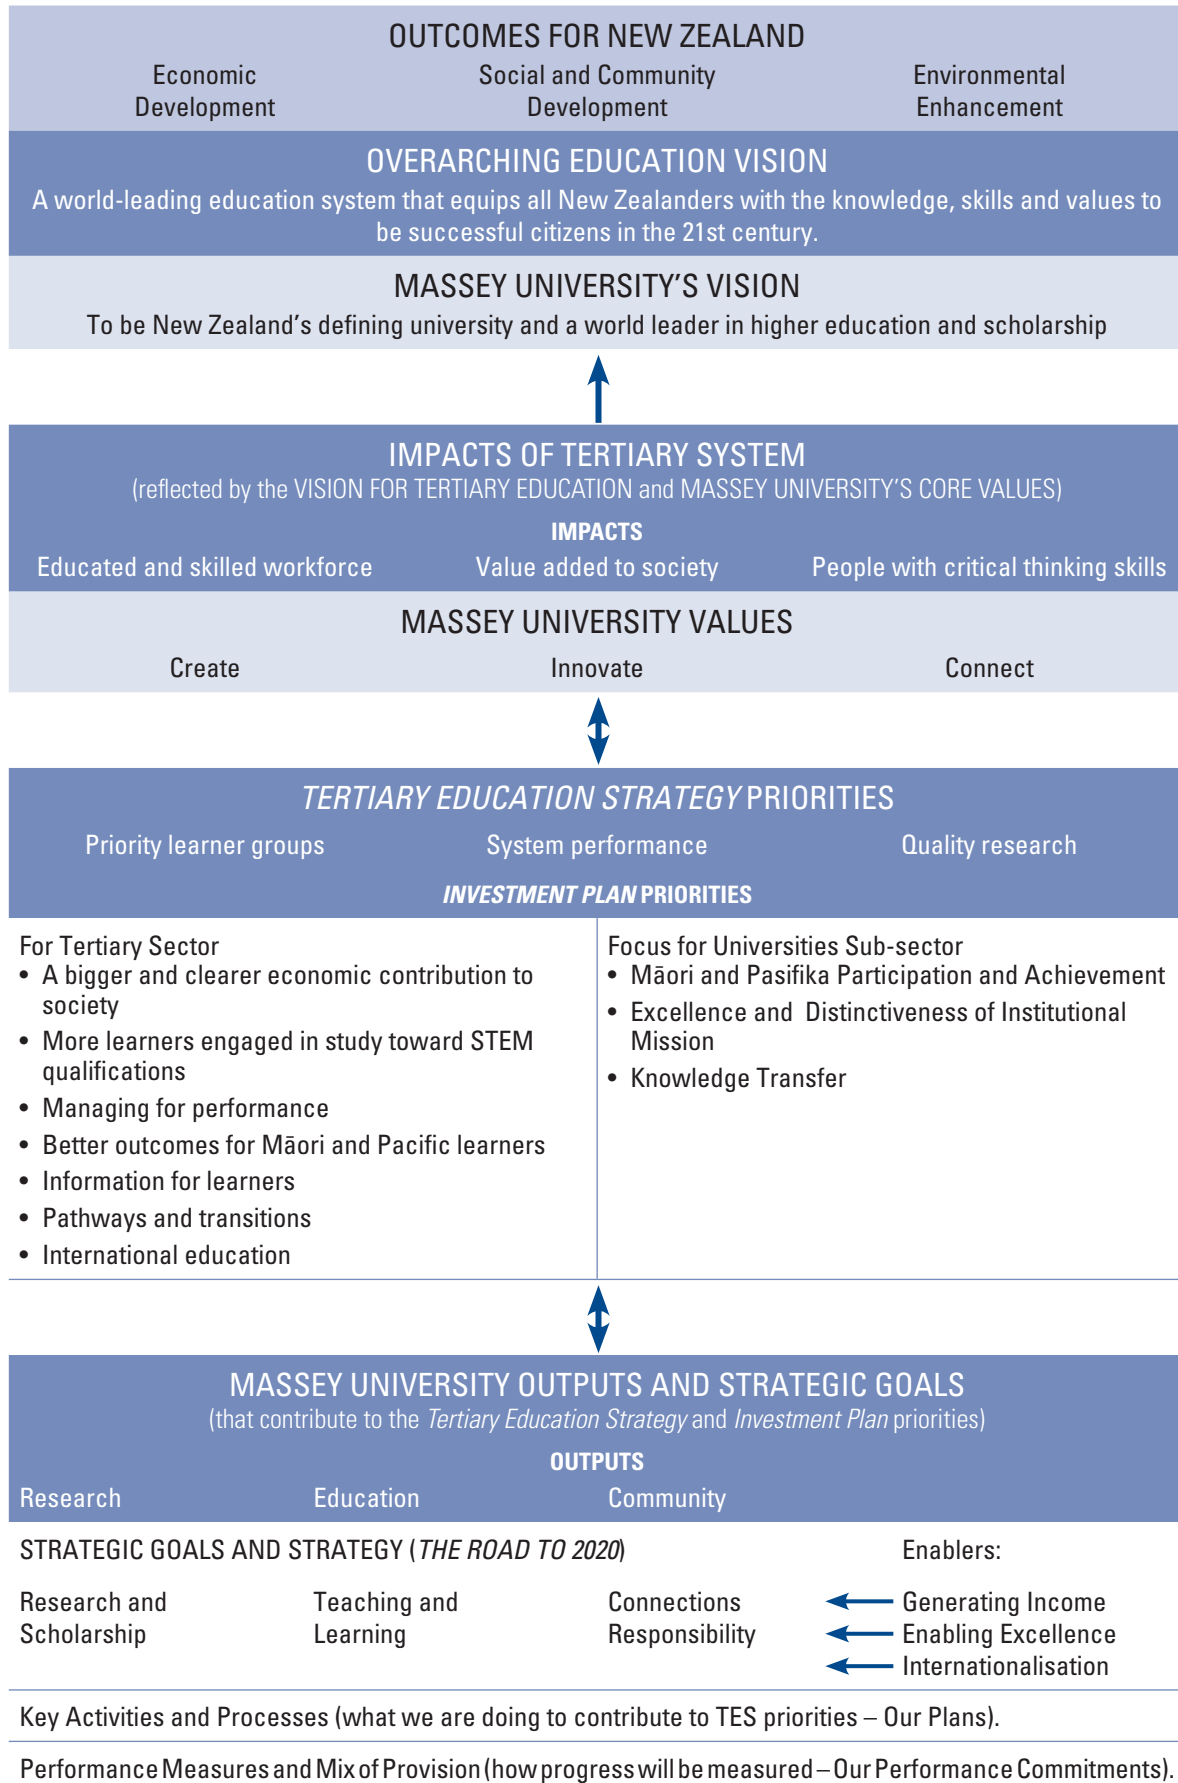 OUTCOMES FOR NEW ZEALAND
Economic
Development
Social and Community
Development
Environmental
Enhancement
OVERARCHING EDUCATION VISION
A world-leading education system that equips all New Zealanders with the knowledge, skills and values to
be successful citizens in the 21st century.
MASSEY UNIVERSITY’S VISION
To be New Zealand’s defining university and a world leader in higher education and scholarship
IMPACTS OF TERTIARY SYSTEM
(reflected by the VISION FOR TERTIARY EDUCATION and MASSEY UNIVERSITY’S CORE VALUES)
IMPACTS
Educated and skilled workforce
Value added to society
People with critical thinking skills
MASSEY UNIVERSITY VALUES
Create
Innovate
Connect
TERTIARY EDUCATION STRATEGY PRIORITIES
Priority learner groups
System performance
Quality research
INVESTMENT PLAN PRIORITIES
For Tertiary Sector
• A bigger and clearer economic contribution to
society
• More learners engaged in study toward STEM
qualifications
• Managing for performance
• Better outcomes for Māori and Pacific learners
• Information for learners
• Pathways and transitions
• International education
Focus for Universities Sub-sector
• Māori and Pasifika Participation and Achievement
• Excellence and Distinctiveness of Institutional
Mission
• Knowledge Transfer
MASSEY UNIVERSITY OUTPUTS AND STRATEGIC GOALS
(that contribute to the Tertiary Education Strategy and Investment Plan priorities)
OUTPUTS
Research
Education
Community
STRATEGIC GOALS AND STRATEGY (THE ROAD TO 2020)
Enablers:
Research and
Scholarship
Teaching and
Learning
Connections
Responsibility
Generating Income
Enabling Excellence
Internationalisation
Key Activities and Processes (what we are doing to contribute to TES priorities – Our Plans).
Performance Measures and Mix of Provision (how progress will be measured – Our Performance Commitments).